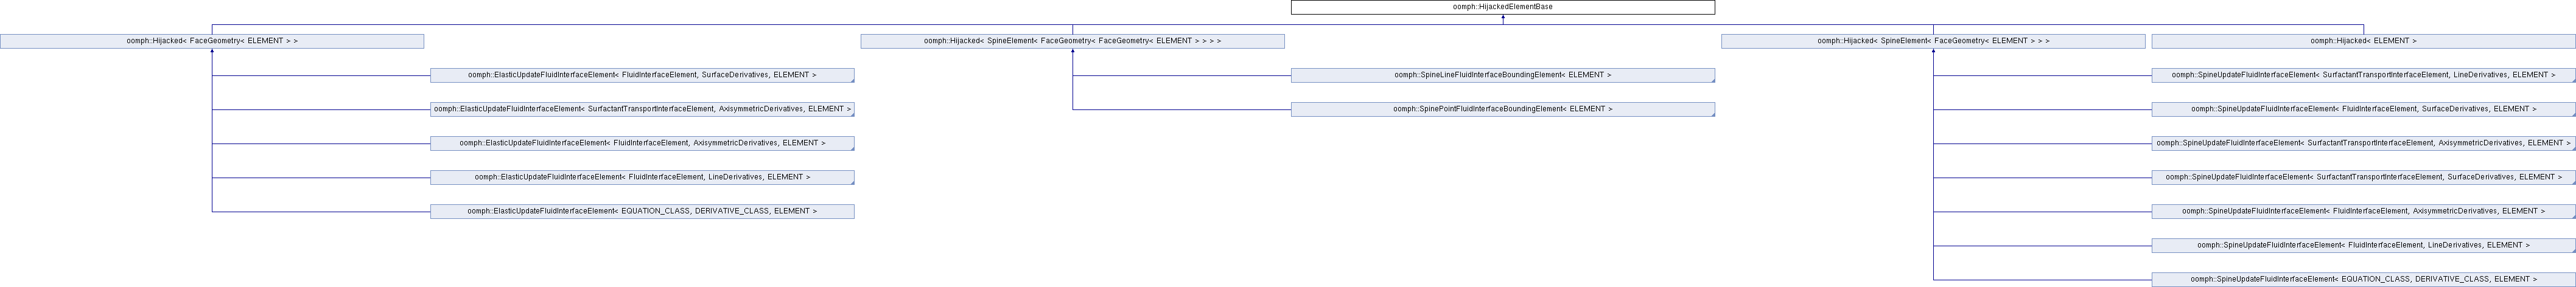 oomph::HijackedElementBase
oomph::Hijacked< FaceGeometry< ELEMENT > >
oomph::Hijacked< SpineElement< FaceGeometry< FaceGeometry< ELEMENT > > > >
oomph::Hijacked< SpineElement< FaceGeometry< ELEMENT > > >
oomph::Hijacked< ELEMENT >
oomph::ElasticUpdateFluidInterfaceElement< FluidInterfaceElement, SurfaceDerivatives, ELEMENT >
oomph::SpineLineFluidInterfaceBoundingElement< ELEMENT >
oomph::SpineUpdateFluidInterfaceElement< SurfactantTransportInterfaceElement, LineDerivatives, ELEMENT >
oomph::ElasticUpdateFluidInterfaceElement< SurfactantTransportInterfaceElement, AxisymmetricDerivatives, ELEMENT >
oomph::SpinePointFluidInterfaceBoundingElement< ELEMENT >
oomph::SpineUpdateFluidInterfaceElement< FluidInterfaceElement, SurfaceDerivatives, ELEMENT >
oomph::ElasticUpdateFluidInterfaceElement< FluidInterfaceElement, AxisymmetricDerivatives, ELEMENT >
oomph::SpineUpdateFluidInterfaceElement< SurfactantTransportInterfaceElement, AxisymmetricDerivatives, ELEMENT >
oomph::ElasticUpdateFluidInterfaceElement< FluidInterfaceElement, LineDerivatives, ELEMENT >
oomph::SpineUpdateFluidInterfaceElement< SurfactantTransportInterfaceElement, SurfaceDerivatives, ELEMENT >
oomph::ElasticUpdateFluidInterfaceElement< EQUATION_CLASS, DERIVATIVE_CLASS, ELEMENT >
oomph::SpineUpdateFluidInterfaceElement< FluidInterfaceElement, AxisymmetricDerivatives, ELEMENT >
oomph::SpineUpdateFluidInterfaceElement< FluidInterfaceElement, LineDerivatives, ELEMENT >
oomph::SpineUpdateFluidInterfaceElement< EQUATION_CLASS, DERIVATIVE_CLASS, ELEMENT >